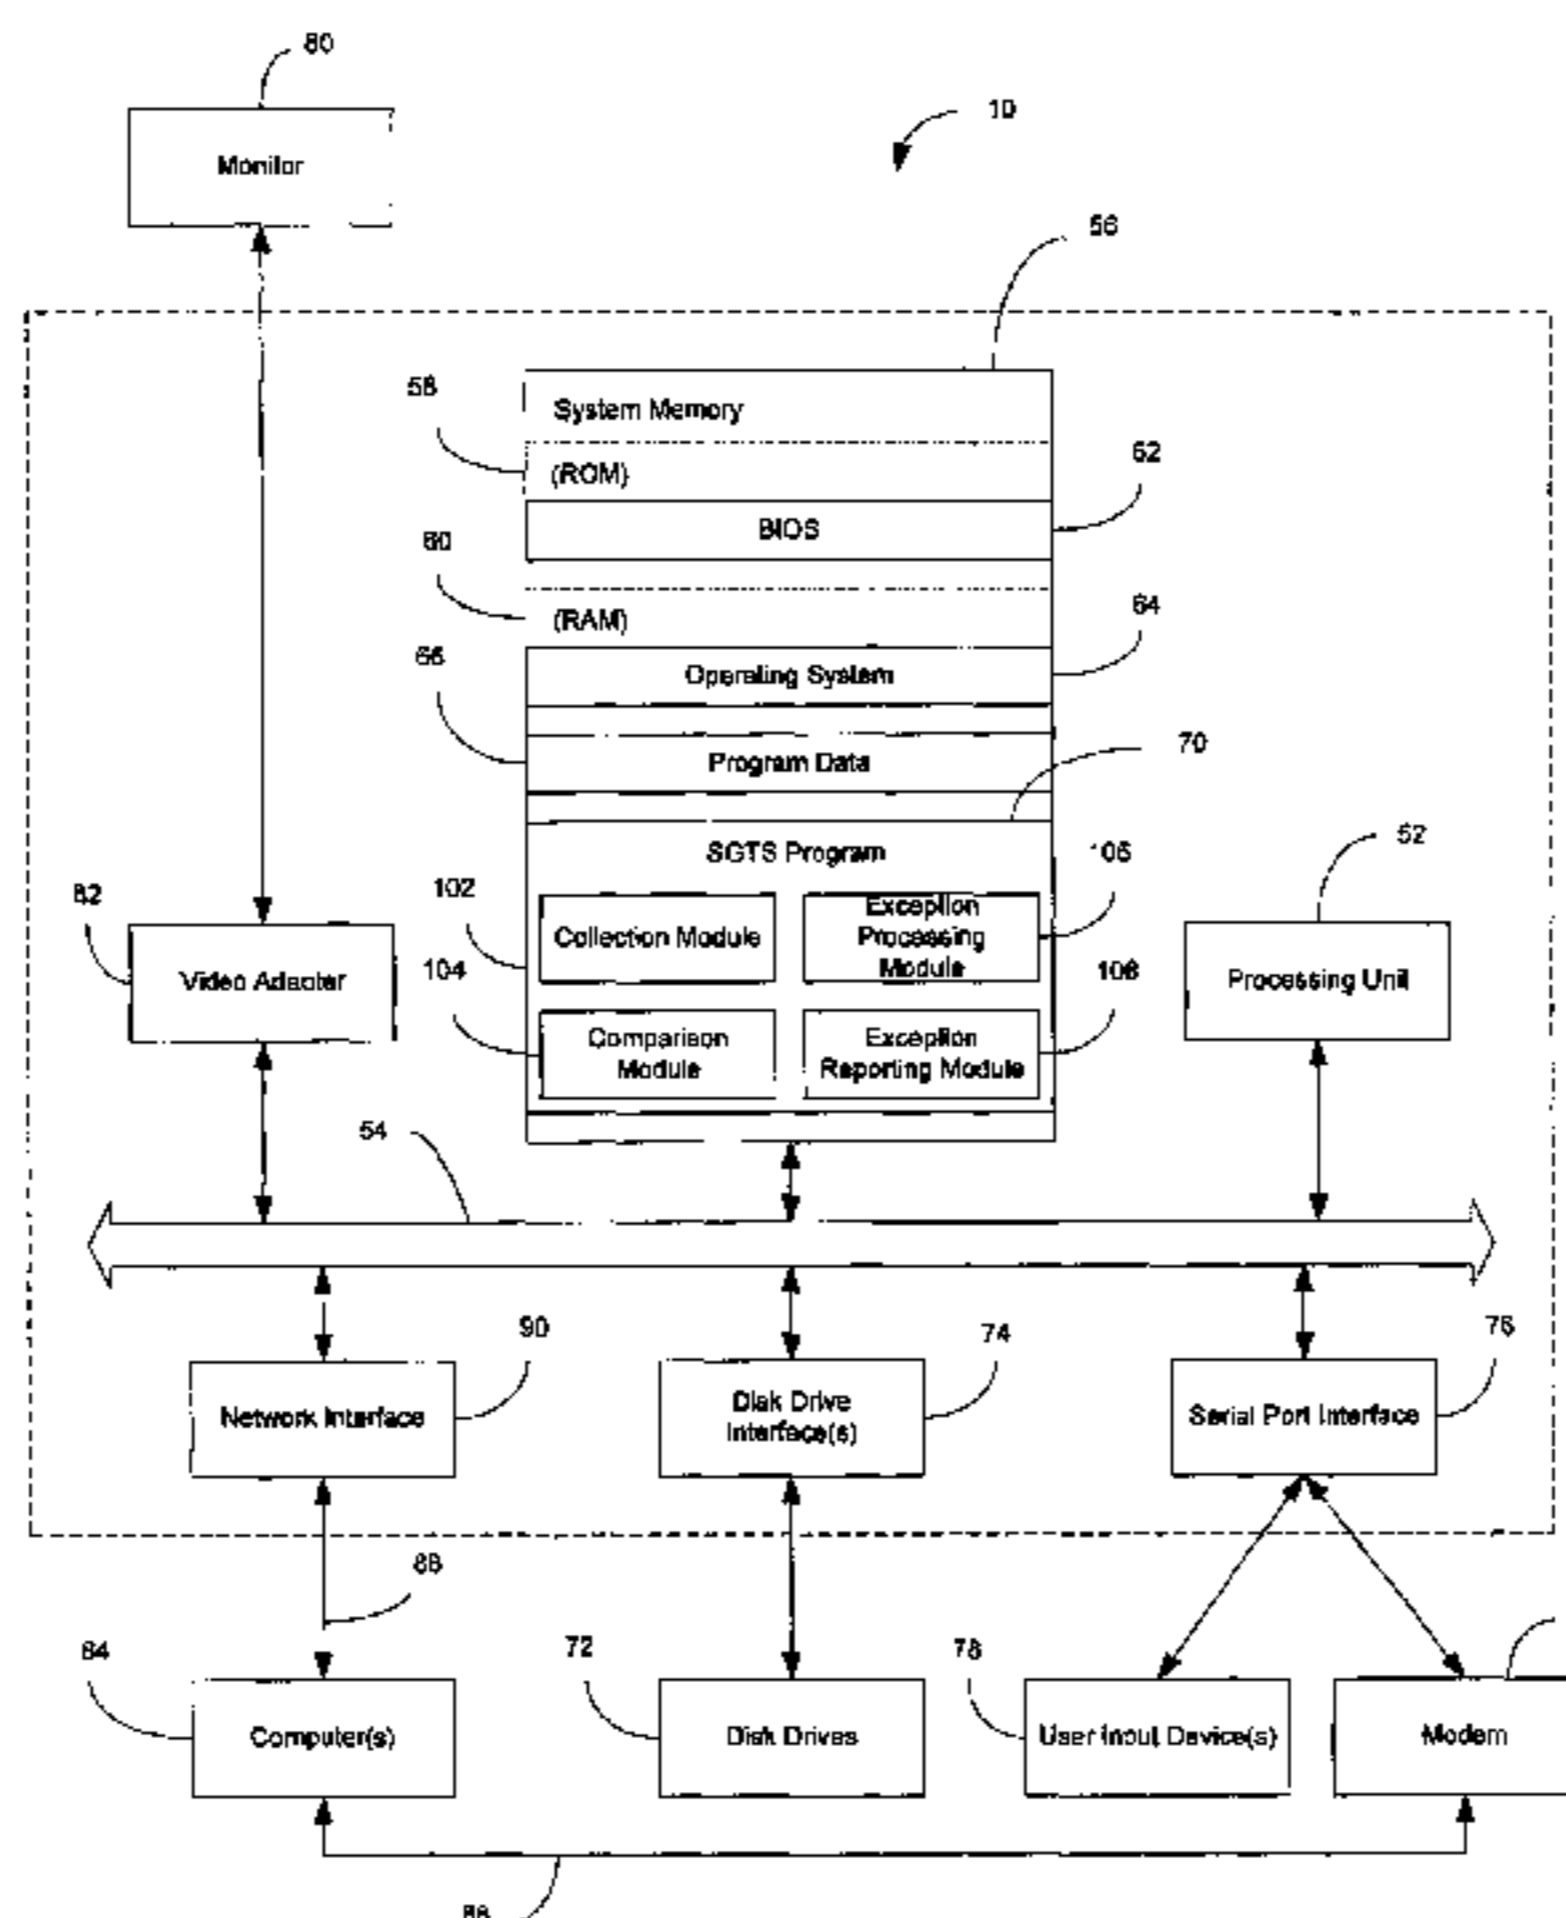 80
10
Monitor
56
58
System Memory
(ROM)
62
BIOS
60
(RAM)
64
Operating System
66
Program Data
70
SGTS Program
52
102
106
82
Collection Module
Exception
Processing
Module
Video Adapter
104
108
Processing Unit
Comparison
Module
Exception
Reporting Module
54
90
74
76
Network Interface
Disk Drive
Interface(s)
Serial Port Interface
88
84
72
78
Computer(s)
Disk Drives
User Input Device(s)
Modem